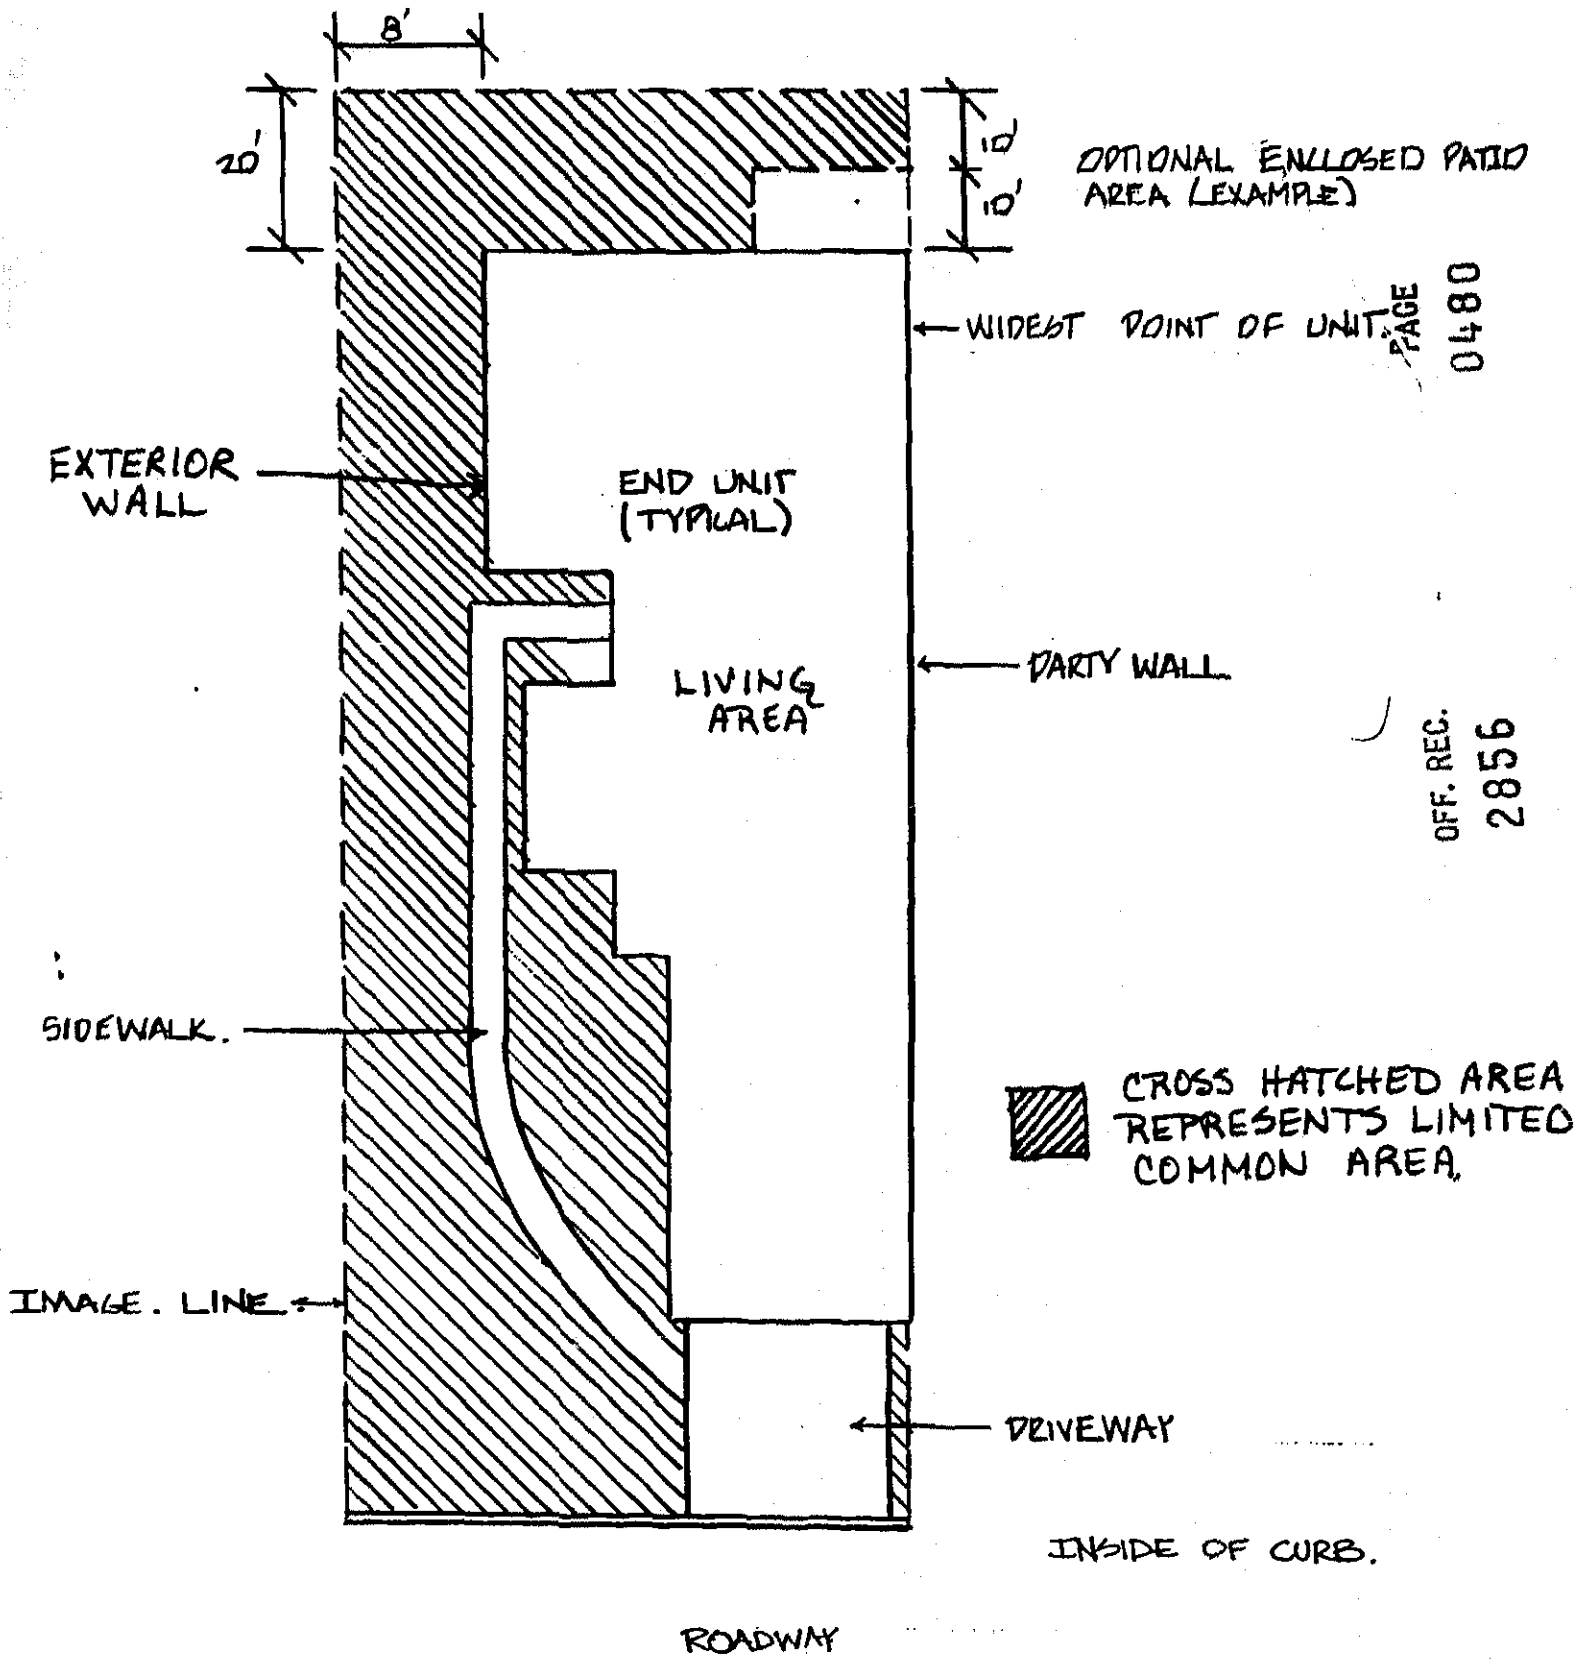 8'
20'
10'
10'
OPTIONAL ENCLOSED PATIO
AREA (EXAMPLE)
PAGE
0480
WIDEST POINT OF UNIT.
EXTERIOR
WALL
END UNIT
(TYPICAL)
PARTY WALL
LIVING
AREA
OFF. REC.
2856
SIDEWALK.
CROSS HATCHED AREA
REPRESENTS LIMITED
COMMON AREA.
IMAGE. LINE.
DRIVEWAY
INSIDE OF CURB.
ROADWAY